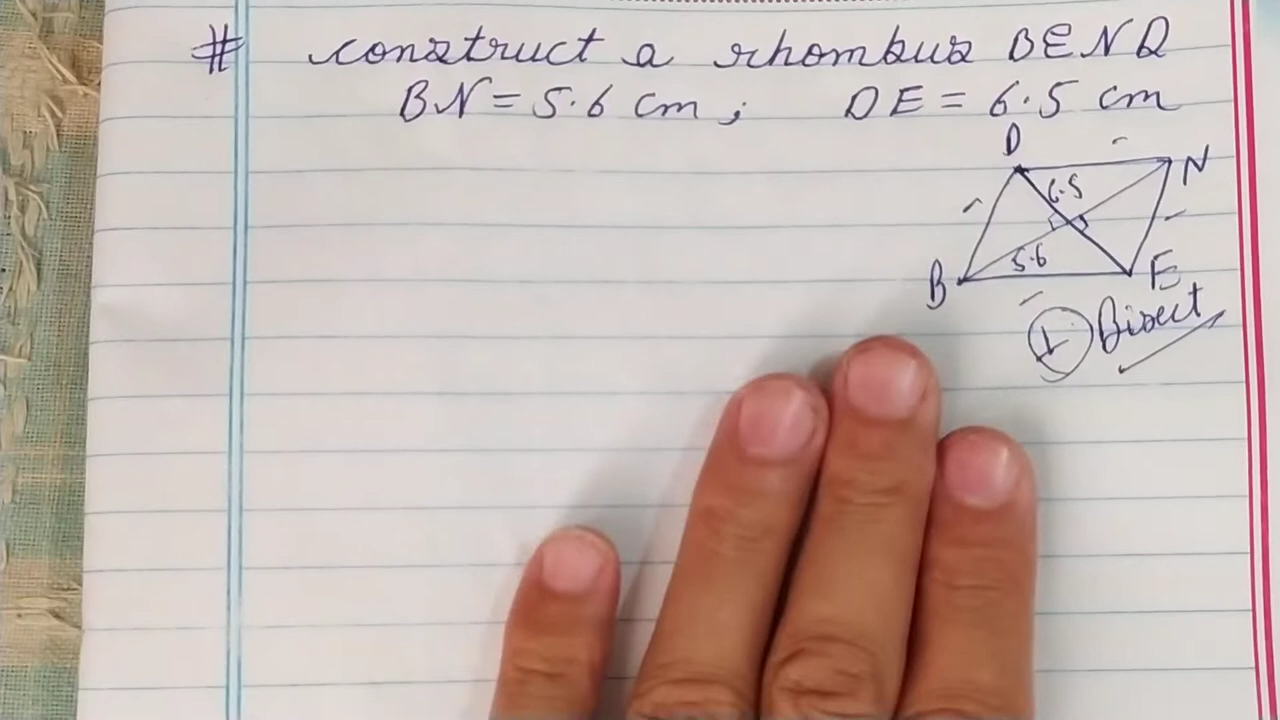 # construct a rhombus BEND
BN = 5.6 cm ; DE = 6.5 cm
D
N
6.5
5.6
B
E
⊥ Bisect